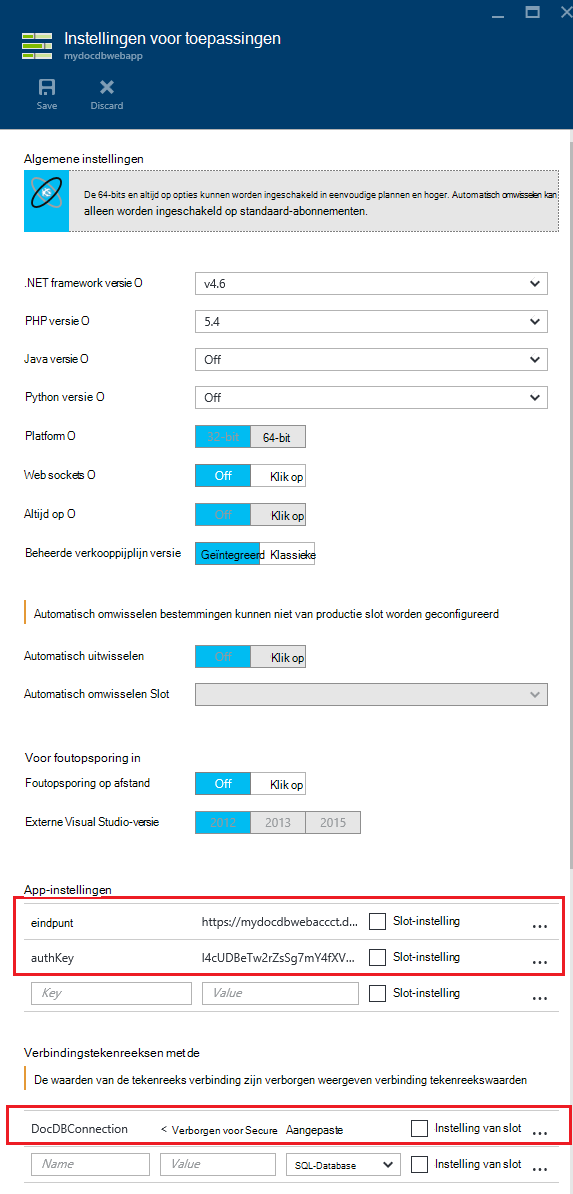 Instellingen voor toepassingen
mydocdbwebapp
Save Discard
Algemene instellingen
De 64-bits en altijd op opties kunnen worden ingeschakeld in eenvoudige plannen en hoger. Automatisch omwisselen kan
alleen worden ingeschakeld op standaard-abonnementen.
.NET framework versie O v4.6
PHP versie O 5.4
Java versie O Off
Python versie O Off
Platform O 32-bit 64-bit
Web sockets O Off Klik op
Altijd op O Off Klik op
Beheerde verkooppijplijn versie Geïntegreerd Klassieke
Automatisch omwisselen bestemmingen kunnen niet van productie slot worden geconfigureerd
Automatisch uitwisselen Off Klik op
Automatisch omwisselen Slot
Voor foutopsporing in
Foutopsporing op afstand Off Klik op
Externe Visual Studio-versie 2012 2013 2015
App-instellingen
eindpunt https://mydocdbwebaccct.d... Slot-instelling ...
authKey I4cUDBeTw2rZsSg7mY4fXV... Slot-instelling ...
Key Value Slot-instelling ...
Verbindingstekenreeksen met de
De waarden van de tekenreeks verbinding zijn verborgen weergeven verbinding tekenreekswaarden
DocDBConnection < Verborgen voor Secure Aangepaste Instelling van slot ...
Name Value SQL-Database Instelling van slot ...